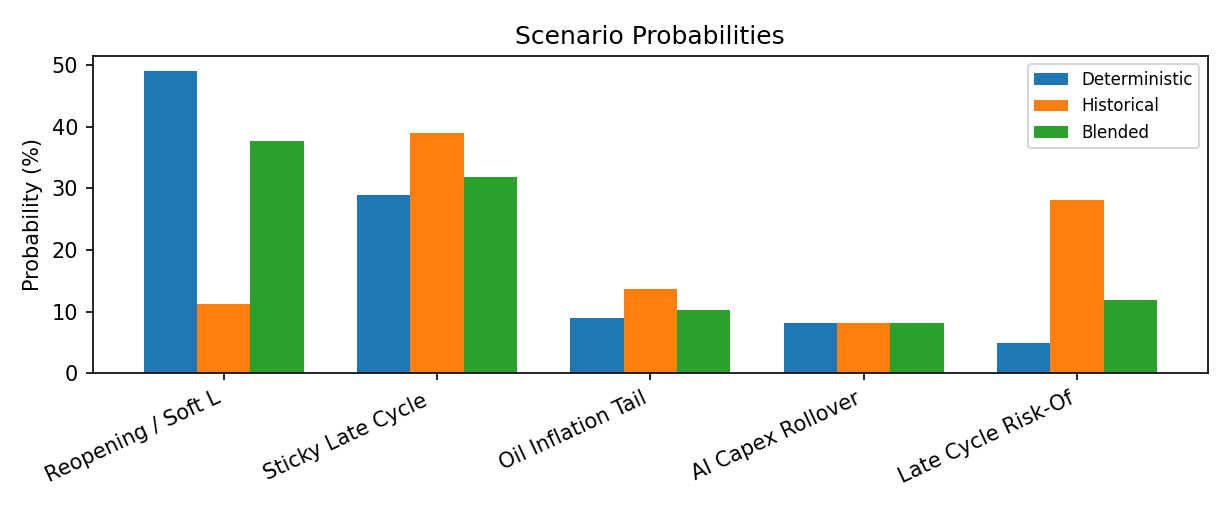 Scenario Probabilities
Probability (%)
50
40
30
20
10
0
Deterministic
Historical
Blended
Reopening / Soft L
Sticky Late Cycle
Oil Inflation Tail
AI Capex Rollover
Late Cycle Risk-Of